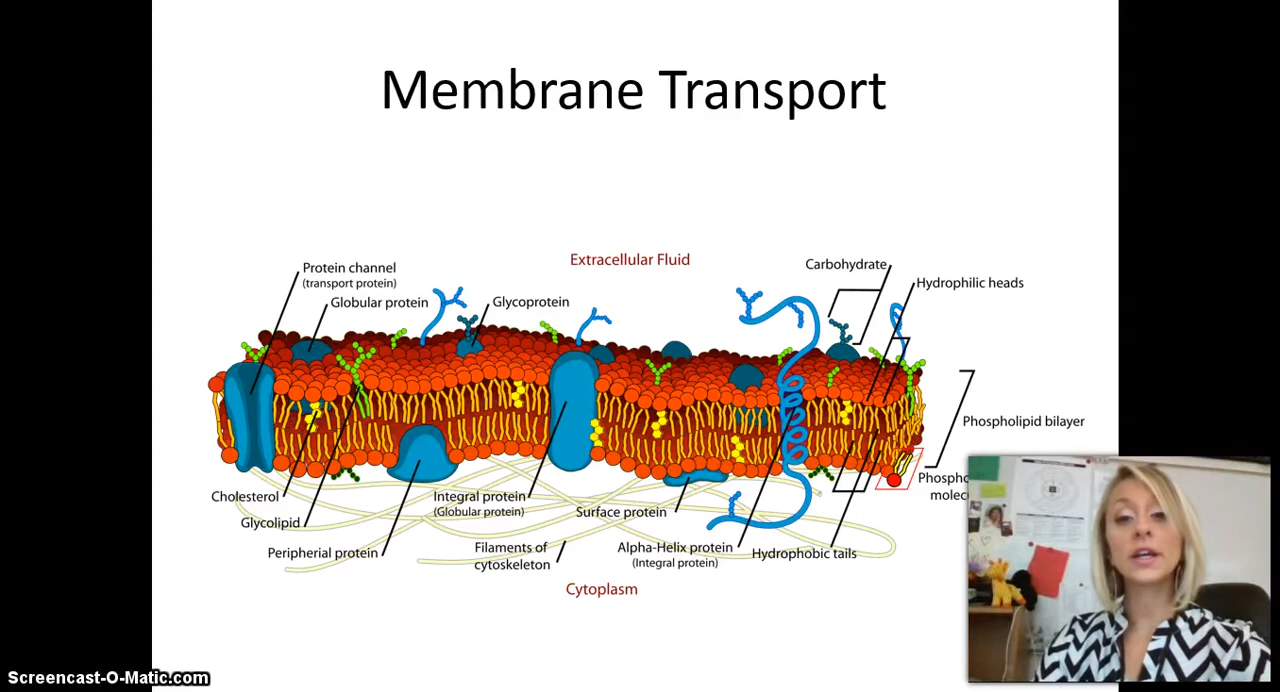 Membrane Transport
Extracellular Fluid
Carbohydrate
Protein channel
(transport protein)
Hydrophilic heads
Globular protein
Glycoprotein
Phospholipid bilayer
Phospho
molec
Cholesterol
Integral protein
(Globular protein)
Surface protein
Glycolipid
Peripherial protein
Filaments of
cytoskeleton
Alpha-Helix protein
(Integral protein)
Hydrophobic tails
Cytoplasm
Screencast-O-Matic.com